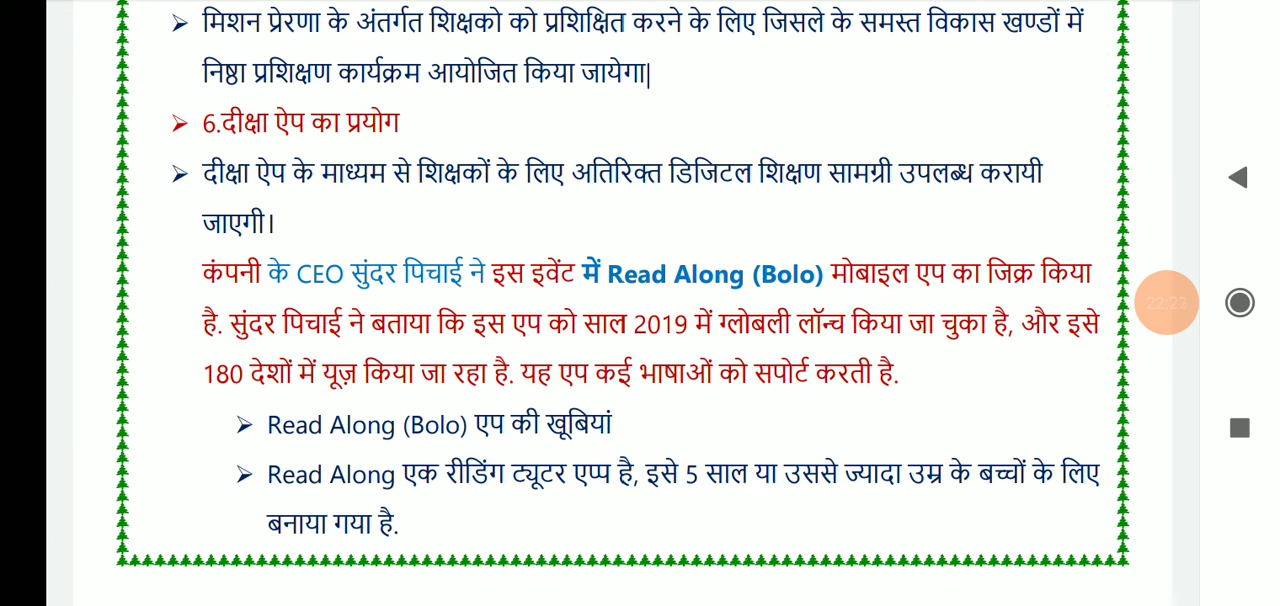 ➢ मिशन प्रेरणा के अंतर्गत शिक्षको को प्रशिक्षित करने के लिए जिसले के समस्त विकास खण्डों में
निष्ठा प्रशिक्षण कार्यक्रम आयोजित किया जायेगा|
➢ 6.दीक्षा ऐप का प्रयोग
➢ दीक्षा ऐप के माध्यम से शिक्षकों के लिए अतिरिक्त डिजिटल शिक्षण सामग्री उपलब्ध करायी
जाएगी।
कंपनी के CEO सुंदर पिचाई ने इस इवेंट में Read Along (Bolo) मोबाइल एप का जिक्र किया
है. सुंदर पिचाई ने बताया कि इस एप को साल 2019 में ग्लोबली लॉन्च किया जा चुका है, और इसे
180 देशों में यूज़ किया जा रहा है. यह एप कई भाषाओं को सपोर्ट करती है.
➢ Read Along (Bolo) एप की खूबियां
➢ Read Along एक रीडिंग ट्यूटर एप्प है, इसे 5 साल या उससे ज्यादा उम्र के बच्चों के लिए
बनाया गया है.
22:23